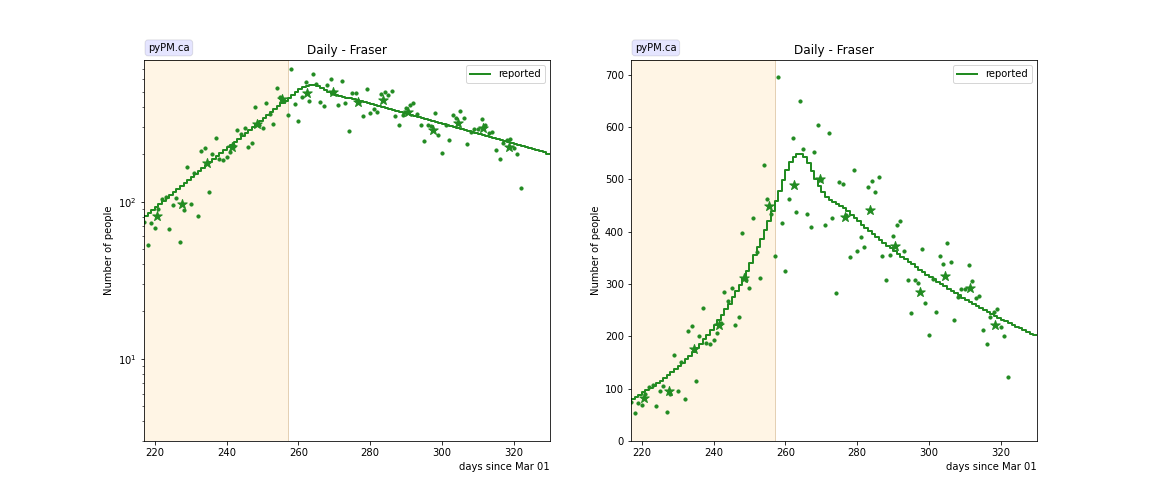 pyPM.ca
Daily - Fraser
reported
Number of people
10²
10¹
220 240 260 280 300 320
days since Mar 01
pyPM.ca
Daily - Fraser
reported
Number of people
700
600
500
400
300
200
100
0
220 240 260 280 300 320
days since Mar 01